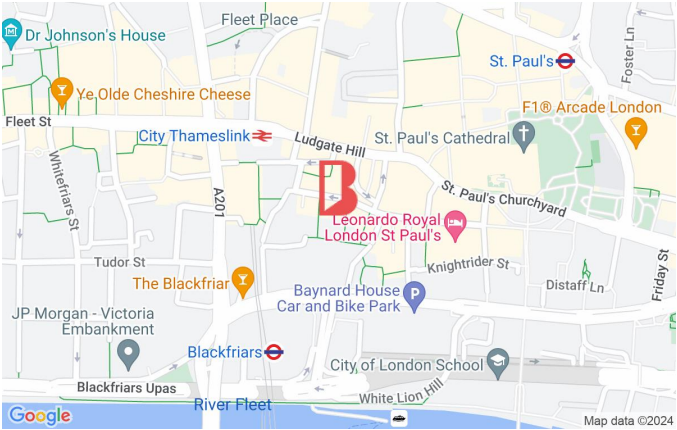 Fleet Place
Foster Ln
Dr Johnson's House
St. Paul's
Ye Olde Cheshire Cheese
F1® Arcade London
Fleet St
City Thameslink
Ludgate Hill
St. Paul's Cathedral
Whitefriars St
A201
B
St. Paul's Churchyard
Leonardo Royal
London St Paul's
Tudor St
Knightrider St
Friday St
The Blackfriar
Baynard House
Car and Bike Park
P
Distaff Ln
JP Morgan - Victoria
Embankment
Blackfriars
City of London School
Blackfriars Upas
White Lion Hill
River Fleet
Google
Map data ©2024